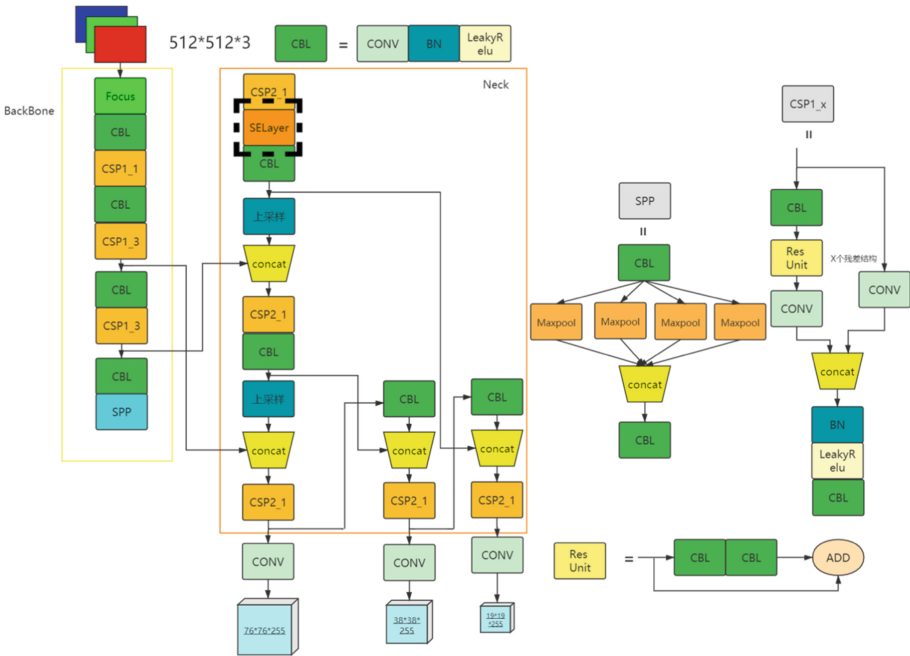 512*512*3
CBL
=
CONV
BN
LeakyR
elu
BackBone
Focus
CBL
CSP1_1
CBL
CSP1_3
CBL
CSP1_3
CBL
SPP
Neck
CSP2_1
SELayer
CBL
上采样
concat
CSP2_1
CBL
上采样
concat
CSP2_1
CONV
76*76*255
CBL
concat
CSP2_1
CONV
38*38*
255
CBL
concat
CSP2_1
CONV
19*19
*255
SPP
=
CBL
Maxpool
Maxpool
Maxpool
Maxpool
concat
CBL
CSP1_x
=
CBL
Res
Unit
X个残差结构
CONV
CONV
concat
BN
LeakyR
elu
CBL
Res
Unit
=
CBL
CBL
ADD